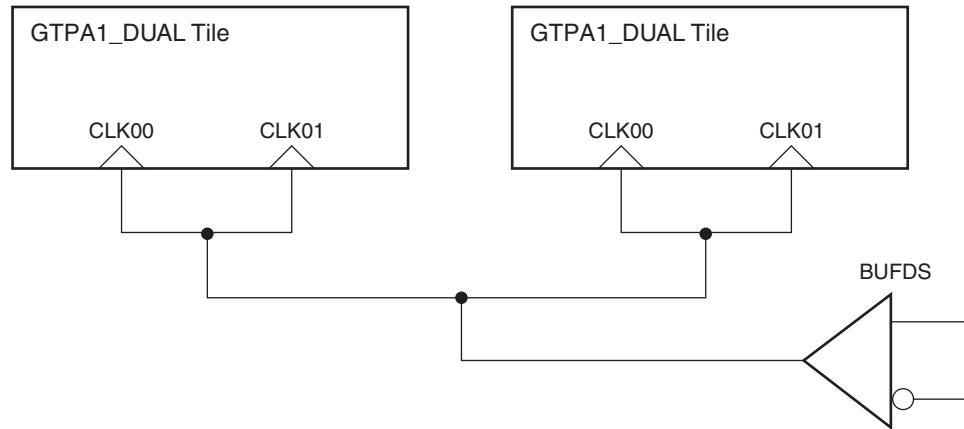 GTPA1_DUAL Tile
GTPA1_DUAL Tile
CLK00
CLK01
CLK00
CLK01
BUFDS